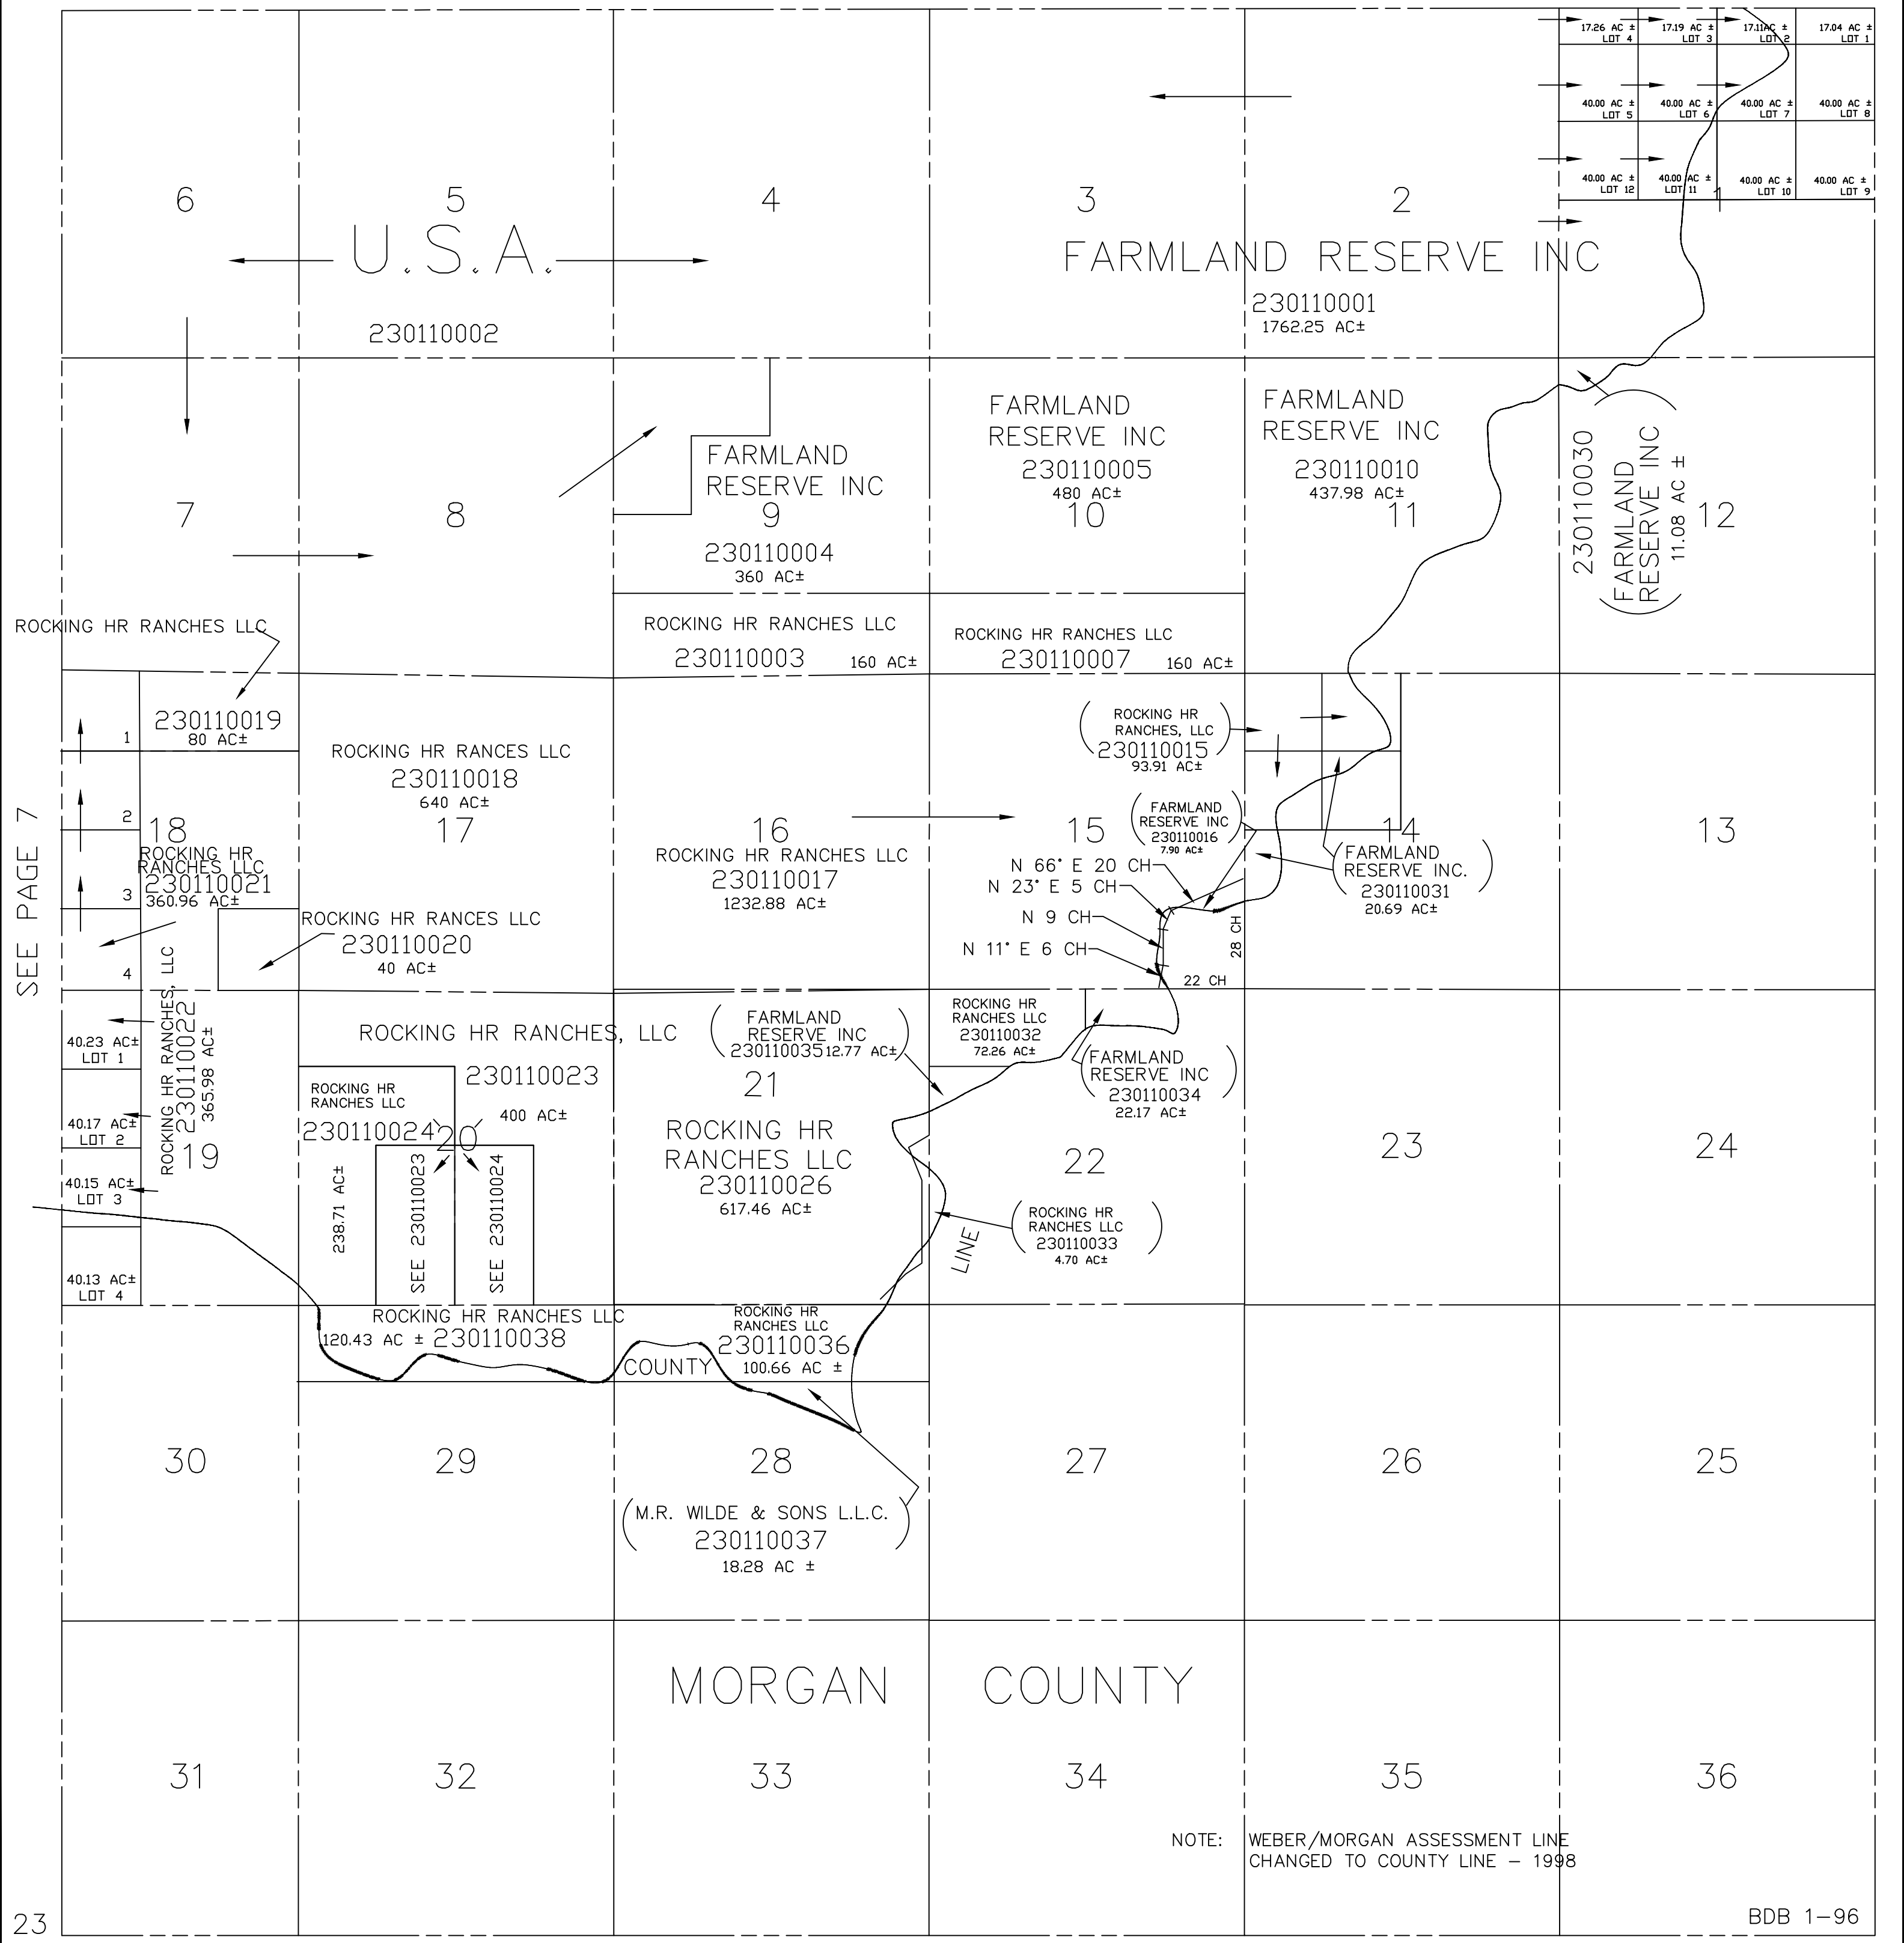 17.26 AC ±
LOT 4
17.19 AC ±
LOT 3
17.11AC ±
LOT 2
17.04 AC ±
LOT 1
40.00 AC ±
LOT 5
40.00 AC ±
LOT 6
40.00 AC ±
LOT 7
40.00 AC ±
LOT 8
40.00 AC ±
LOT 12
40.00 AC ±
LOT 11
40.00 AC ±
LOT 10
40.00 AC ±
LOT 9
6
5
4
3
2
1
U.S.A.
230110002
FARMLAND RESERVE INC
230110001
1762.25 AC±
7
8
FARMLAND
RESERVE INC
9
230110004
360 AC±
FARMLAND
RESERVE INC
230110005
480 AC±
10
FARMLAND
RESERVE INC
230110010
437.98 AC±
11
230110030
FARMLAND
RESERVE INC
11.08 AC ±
12
ROCKING HR RANCHES LLC
ROCKING HR RANCHES LLC
230110003 160 AC±
ROCKING HR RANCHES LLC
230110007 160 AC±
230110019
80 AC±
1
2
3
4
18
ROCKING HR
RANCHES LLC
230110021
360.96 AC±
ROCKING HR RANCES LLC
230110018
640 AC±
17
ROCKING HR RANCES LLC
230110020
40 AC±
16
ROCKING HR RANCHES LLC
230110017
1232.88 AC±
15
ROCKING HR
RANCHES, LLC
230110015
93.91 AC±
FARMLAND
RESERVE INC
230110016
7.90 AC±
N 66° E 20 CH
N 23° E 5 CH
N 9 CH
N 11° E 6 CH
28 CH
22 CH
14
FARMLAND
RESERVE INC.
230110031
20.69 AC±
13
SEE PAGE 7
40.23 AC±
LOT 1
40.17 AC±
LOT 2
40.15 AC±
LOT 3
40.13 AC±
LOT 4
ROCKING HR RANCHES, LLC
230110022
365.98 AC±
19
ROCKING HR RANCHES, LLC
230110023
400 AC±
ROCKING HR
RANCHES LLC
230110024
20
238.71 AC±
SEE 230110023
SEE 230110024
FARMLAND
RESERVE INC
230110035 12.77 AC±
21
ROCKING HR
RANCHES LLC
230110026
617.46 AC±
ROCKING HR
RANCHES LLC
230110032
72.26 AC±
FARMLAND
RESERVE INC
230110034
22.17 AC±
22
ROCKING HR
RANCHES LLC
230110033
4.70 AC±
LINE
23
24
ROCKING HR RANCHES LLC
120.43 AC ± 230110038
ROCKING HR
RANCHES LLC
230110036
100.66 AC ±
COUNTY
30
29
28
27
26
25
M.R. WILDE & SONS L.L.C.
230110037
18.28 AC ±
MORGAN COUNTY
31
32
33
34
35
36
NOTE: WEBER/MORGAN ASSESSMENT LINE
CHANGED TO COUNTY LINE - 1998
23
BDB 1-96